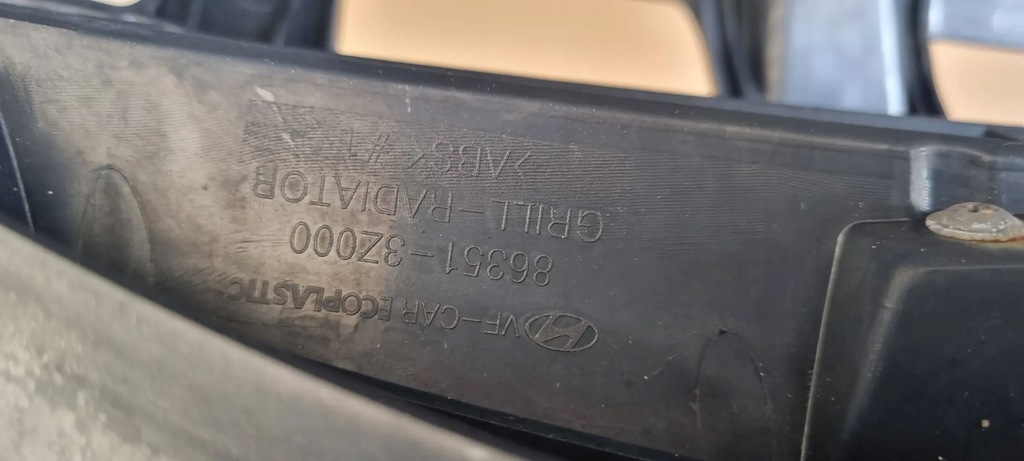 VF-CAR ECOPLASTIC
86351-3Z000
GRILL-RADIATOR
>ABS< #1